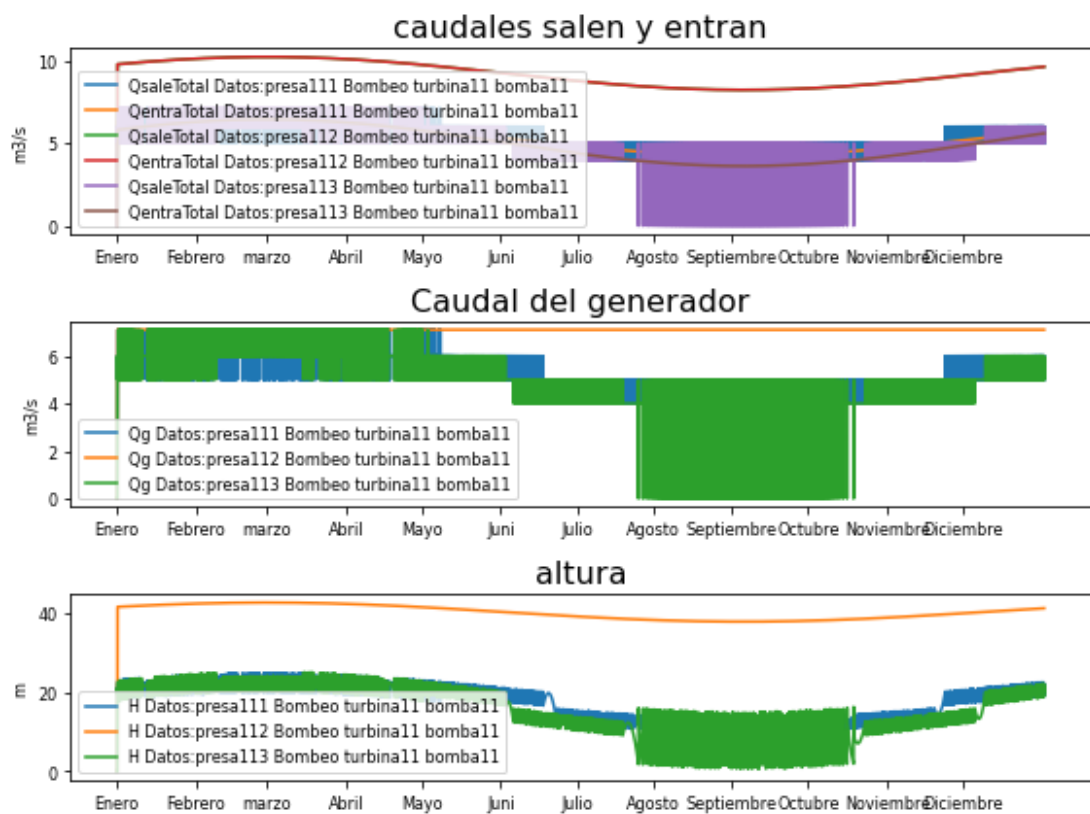 caudales salen y entran
10
5
0
m3/s
QsaleTotal Datos:presa111 Bombeo turbina11 bomba11
QentraTotal Datos:presa111 Bombeo turbina11 bomba11
QsaleTotal Datos:presa112 Bombeo turbina11 bomba11
QentraTotal Datos:presa112 Bombeo turbina11 bomba11
QsaleTotal Datos:presa113 Bombeo turbina11 bomba11
QentraTotal Datos:presa113 Bombeo turbina11 bomba11
Enero Febrero marzo Abril Mayo Juni Julio Agosto Septiembre Octubre Noviembre Diciembre
Caudal del generador
6
4
2
0
m3/s
Qg Datos:presa111 Bombeo turbina11 bomba11
Qg Datos:presa112 Bombeo turbina11 bomba11
Qg Datos:presa113 Bombeo turbina11 bomba11
Enero Febrero marzo Abril Mayo Juni Julio Agosto Septiembre Octubre Noviembre Diciembre
altura
40
20
0
m
H Datos:presa111 Bombeo turbina11 bomba11
H Datos:presa112 Bombeo turbina11 bomba11
H Datos:presa113 Bombeo turbina11 bomba11
Enero Febrero marzo Abril Mayo Juni Julio Agosto Septiembre Octubre Noviembre Diciembre